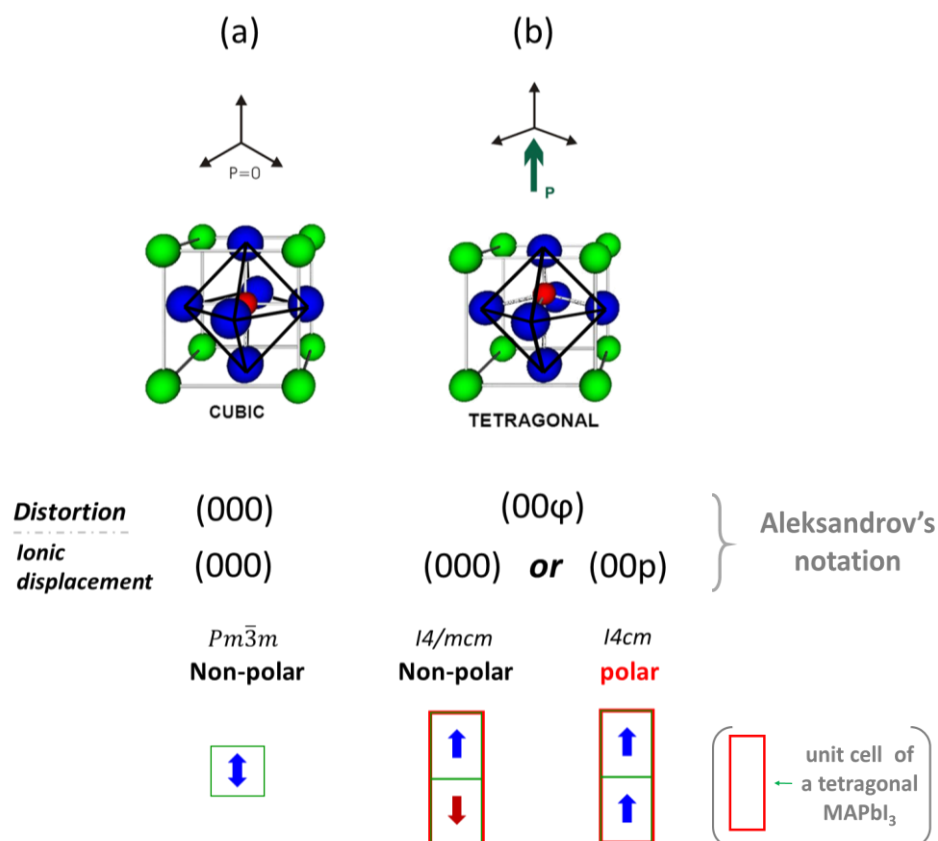 (a) (b)
P=0
P
CUBIC
TETRAGONAL
Distortion (000) (00φ)
Ionic
displacement (000) (000) or (00p)
Aleksandrov's
notation
Pm3̅m I4/mcm I4cm
Non-polar Non-polar polar
unit cell of
a tetragonal
MAPbI₃